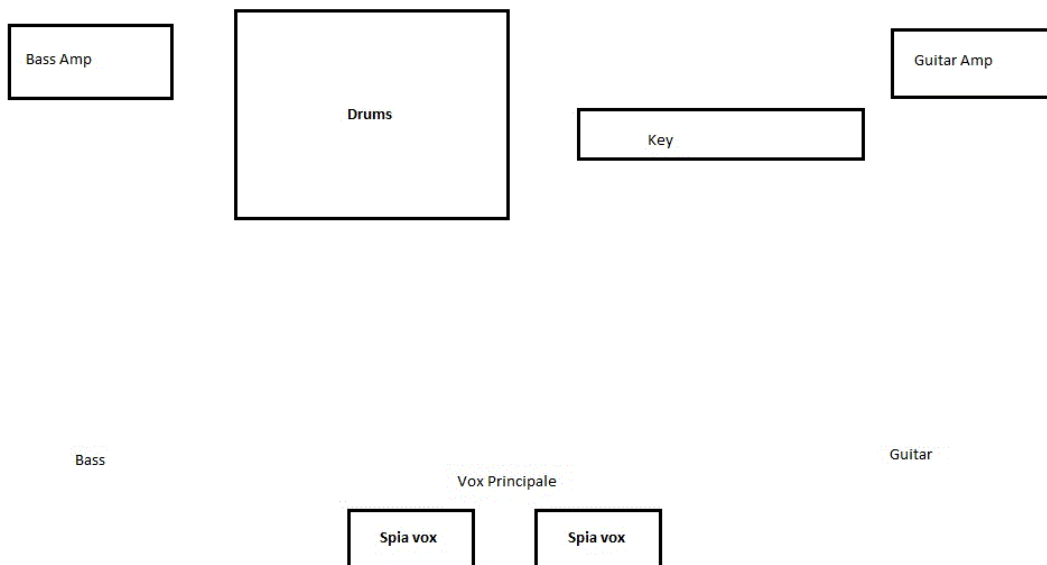 Bass Amp
Guitar Amp
Drums
Key
Bass
Guitar
Vox Principale
Spia vox
Spia vox